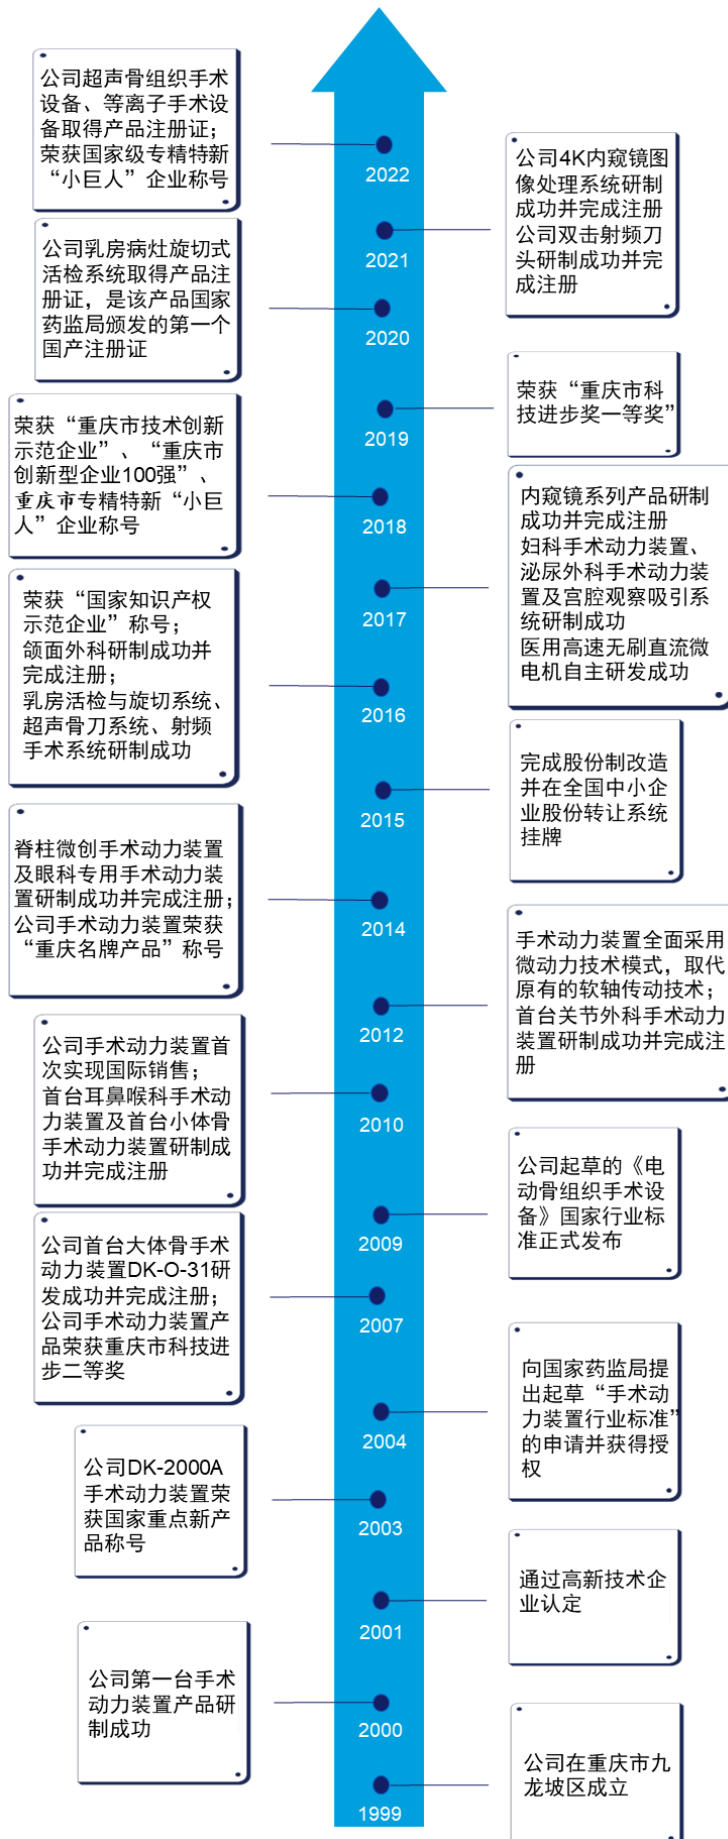 公司超声骨组织手术
设备、等离子手术设
备取得产品注册证；
荣获国家级专精特新
“小巨人”企业称号
2022
公司4K内窥镜图
像处理系统研制
成功并完成注册
公司双击射频刀
头研制成功并完
成注册
2021
公司乳房病灶旋切式
活检系统取得产品注
册证，是该产品国家
药监局颁发的第一个
国产注册证
2020
荣获“重庆市科
技进步奖一等奖”
2019
荣获“重庆市技术创新
示范企业”、“重庆市
创新型企业100强”、
重庆市专精特新“小巨
人”企业称号
2018
内窥镜系列产品研制
成功并完成注册
妇科手术动力装置、
泌尿外科手术动力装
置及宫腔观察吸引系
统研制成功
医用高速无刷直流微
电机自主研发成功
2017
荣获“国家知识产权
示范企业”称号；
颌面外科研制成功并
完成注册；
乳房活检与旋切系统、
超声骨刀系统、射频
手术系统研制成功
2016
完成股份制改造
并在全国中小企
业股份转让系统
挂牌
2015
脊柱微创手术动力装置
及眼科专用手术动力装
置研制成功并完成注册；
公司手术动力装置荣获
“重庆名牌产品”称号
2014
手术动力装置全面采用
微动力技术模式，取代
原有的软轴传动技术；
首台关节外科手术动力
装置研制成功并完成注
册
2012
公司手术动力装置首
次实现国际销售；
首台耳鼻喉科手术动
力装置及首台小体骨
手术动力装置研制成
功并完成注册
2010
公司起草的《电
动骨组织手术设
备》国家行业标
准正式发布
2009
公司首台大体骨手术
动力装置DK-O-31研
发成功并完成注册；
公司手术动力装置产
品荣获重庆市科技进
步二等奖
2007
向国家药监局提
出起草“手术动
力装置行业标准”
的申请并获得授
权
2004
公司DK-2000A
手术动力装置荣
获国家重点新产
品称号
2003
通过高新技术企
业认定
2001
公司第一台手术
动力装置产品研
制成功
2000
公司在重庆市九
龙坡区成立
1999